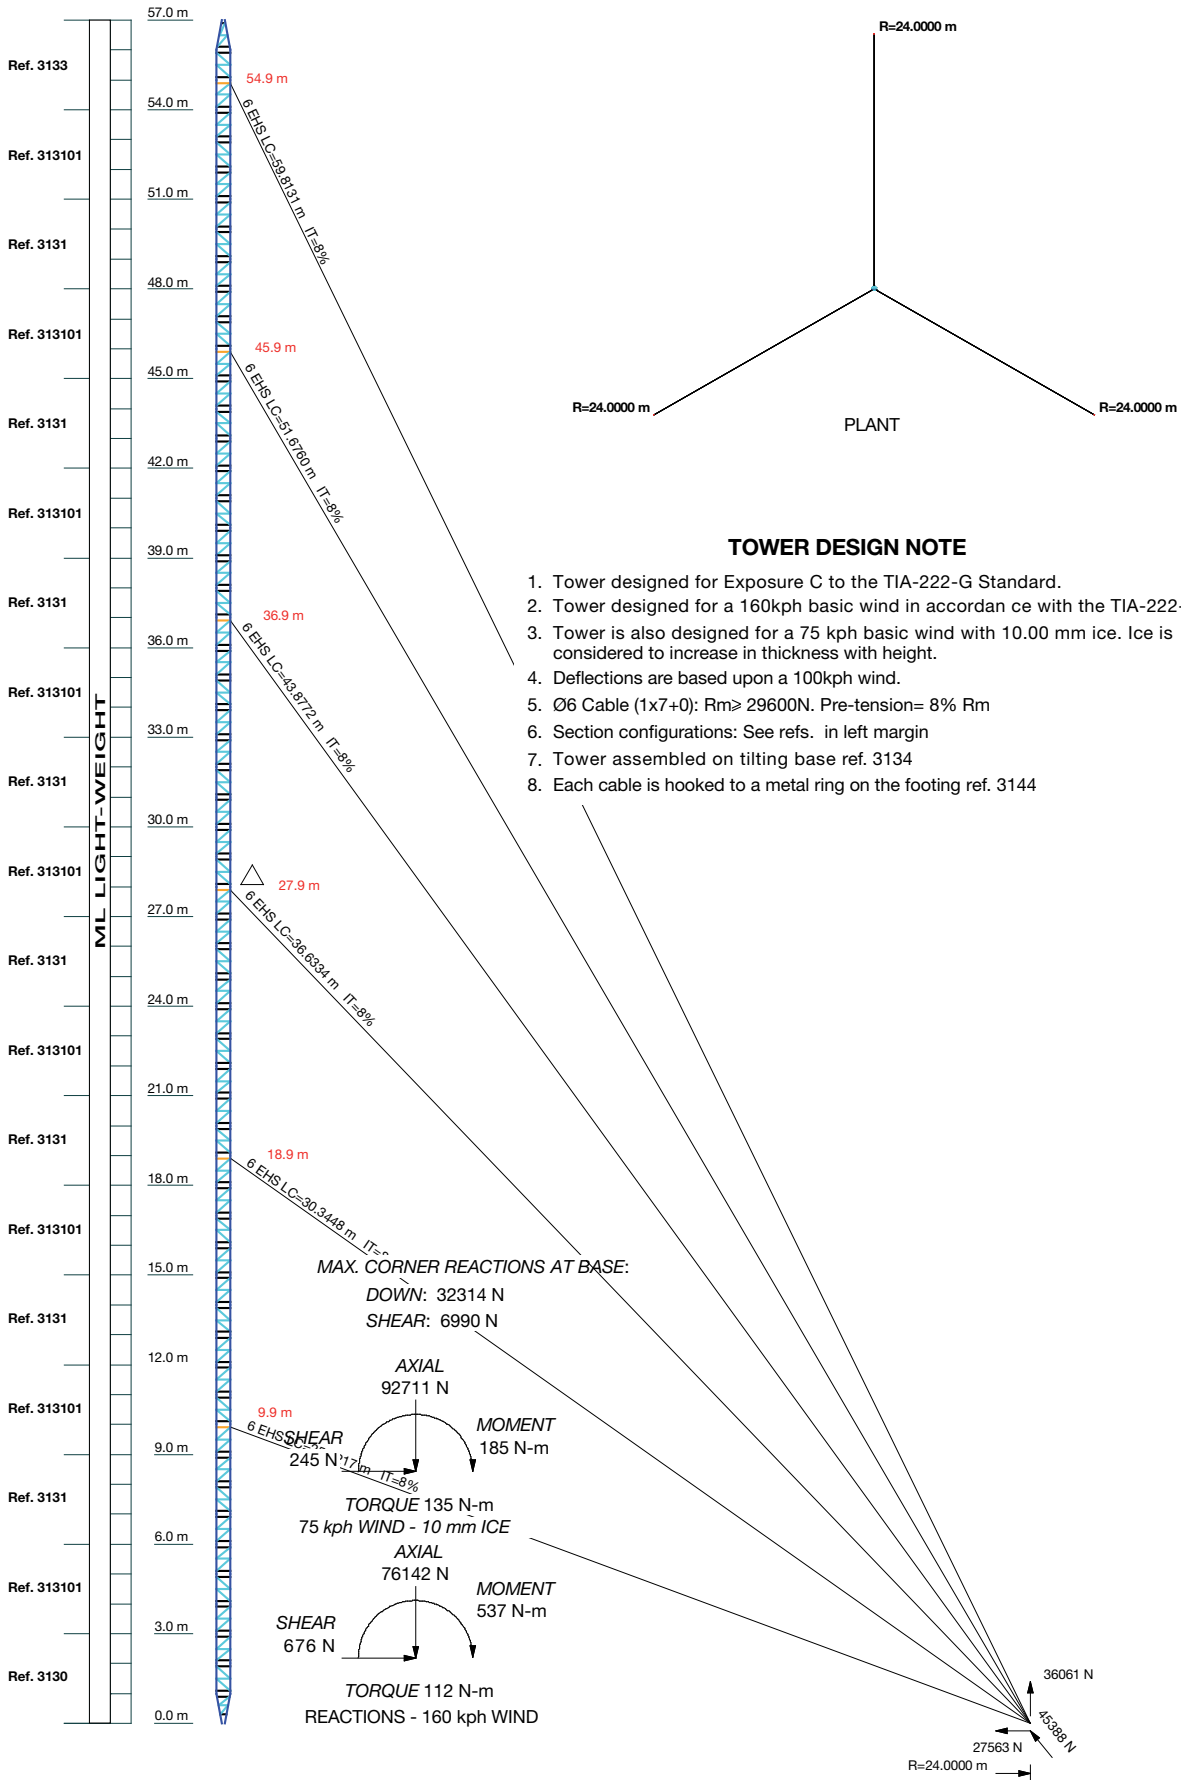 57.0 m
R=24.0000 m
Ref. 3133
54.9 m
6 EHS LC=59.8131 m IT=8%
54.0 m
Ref. 313101
51.0 m
Ref. 3131
48.0 m
Ref. 313101
45.9 m
6 EHS LC=51.6760 m IT=8%
45.0 m
R=24.0000 m
R=24.0000 m
PLANT
Ref. 3131
42.0 m
Ref. 313101
39.0 m
TOWER DESIGN NOTE
1. Tower designed for Exposure C to the TIA-222-G Standard.
2. Tower designed for a 160kph basic wind in accordan ce with the TIA-222-
3. Tower is also designed for a 75 kph basic wind with 10.00 mm ice. Ice is
considered to increase in thickness with height.
4. Deflections are based upon a 100kph wind.
5. Ø6 Cable (1x7+0): Rm≥ 29600N. Pre-tension= 8% Rm
6. Section configurations: See refs. in left margin
7. Tower assembled on tilting base ref. 3134
8. Each cable is hooked to a metal ring on the footing ref. 3144
Ref. 3131
36.9 m
6 EHS LC=43.8772 m IT=8%
36.0 m
Ref. 313101
33.0 m
ML LIGHT-WEIGHT
Ref. 3131
30.0 m
Ref. 313101
27.9 m
6 EHS LC=36.6334 m IT=8%
27.0 m
Ref. 3131
24.0 m
Ref. 313101
21.0 m
Ref. 3131
18.9 m
6 EHS LC=30.3448 m
18.0 m
Ref. 313101
15.0 m
MAX. CORNER REACTIONS AT BASE:
DOWN: 32314 N
SHEAR: 6990 N
Ref. 3131
12.0 m
AXIAL
92711 N
Ref. 313101
9.9 m
6 EHS
17 m IT=8%
SHEAR
245 N
MOMENT
185 N-m
9.0 m
Ref. 3131
TORQUE 135 N-m
75 kph WIND - 10 mm ICE
6.0 m
AXIAL
76142 N
Ref. 313101
MOMENT
537 N-m
SHEAR
676 N
3.0 m
Ref. 3130
TORQUE 112 N-m
REACTIONS - 160 kph WIND
0.0 m
36061 N
45388 N
27563 N
R=24.0000 m